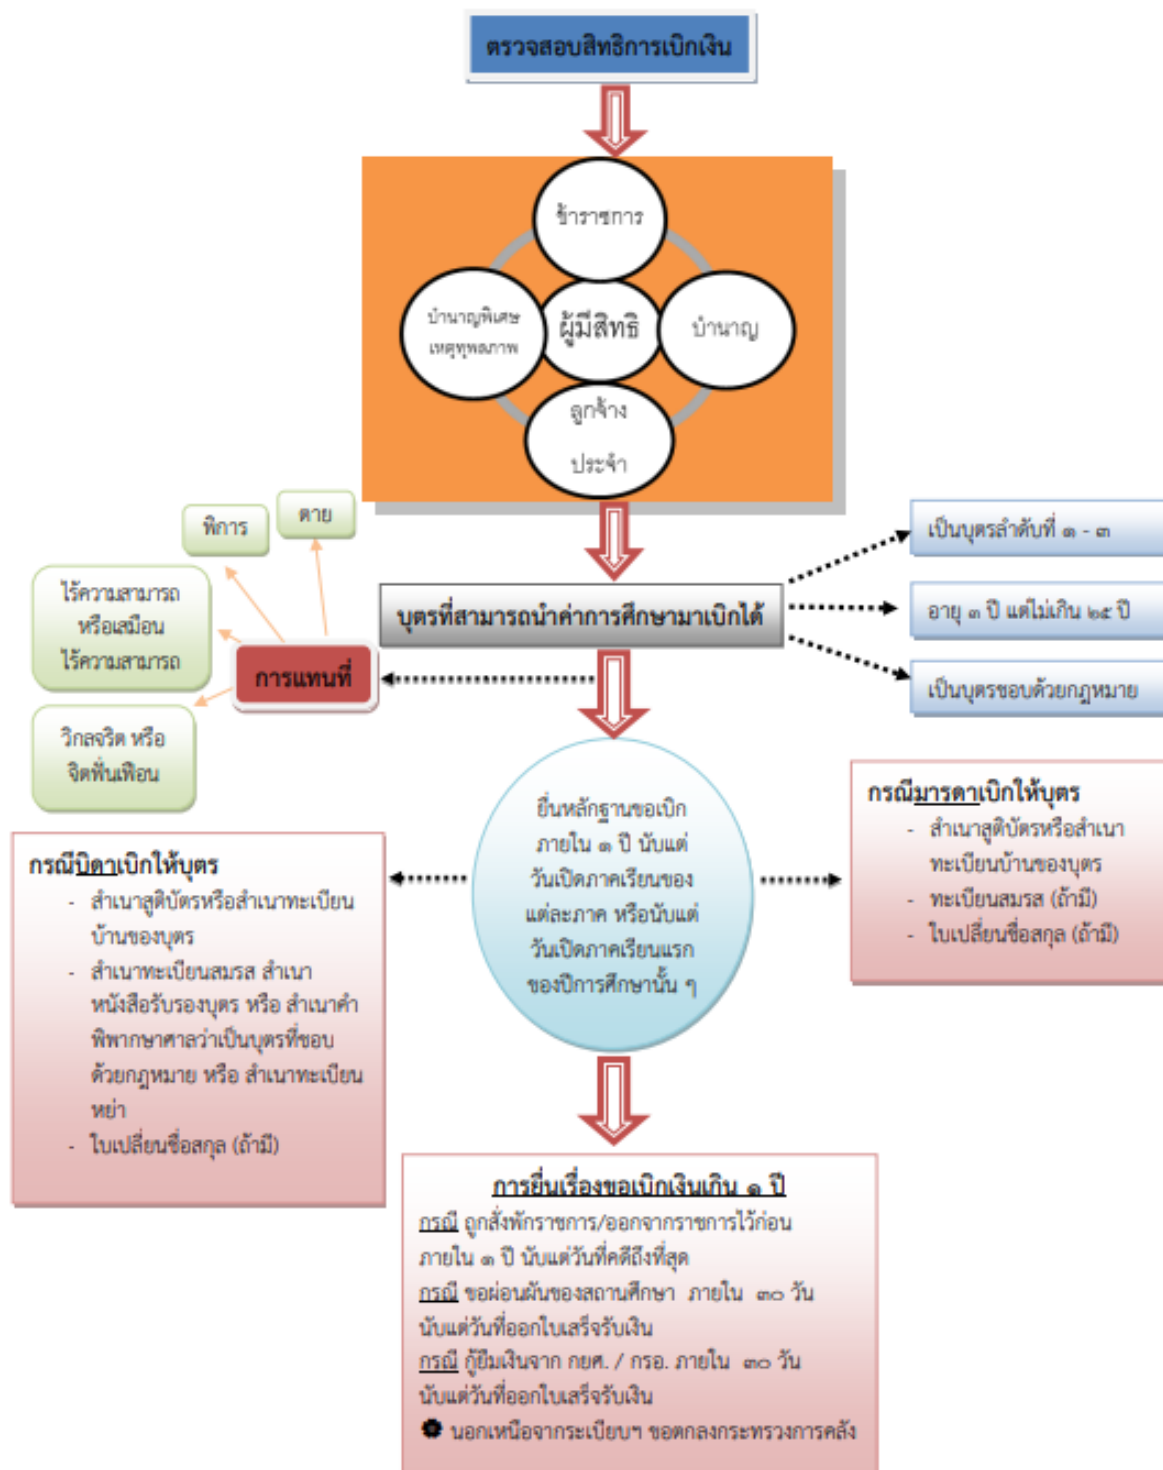 ตรวจสอบสิทธิการเบิกเงิน
ข้าราชการ
บำนาญพิเศษ
เหตุทุพลภาพ
ผู้มีสิทธิ
บำนาญ
ลูกจ้าง
ประจำ
ตาย
พิการ
ไร้ความสามารถ
หรือเสมือน
ไร้ความสามารถ
วิกลจริต หรือ
จิตฟั่นเฟือน
การแทนที่
บุตรที่สามารถนำค่าการศึกษามาเบิกได้
เป็นบุตรลำดับที่ ๑ - ๓
อายุ ๓ ปี แต่ไม่เกิน ๒๕ ปี
เป็นบุตรชอบด้วยกฎหมาย
ยื่นหลักฐานขอเบิก
ภายใน ๑ ปี นับแต่
วันเปิดภาคเรียนของ
แต่ละภาค หรือนับแต่
วันเปิดภาคเรียนแรก
ของปีการศึกษานั้น ๆ
กรณีบิดาเบิกให้บุตร
- สำเนาสูติบัตรหรือสำเนาทะเบียน
บ้านของบุตร
- สำเนาทะเบียนสมรส สำเนา
หนังสือรับรองบุตร หรือ สำเนาคำ
พิพากษาศาลว่าเป็นบุตรที่ชอบ
ด้วยกฎหมาย หรือ สำเนาทะเบียน
หย่า
- ใบเปลี่ยนชื่อสกุล (ถ้ามี)
กรณีมารดาเบิกให้บุตร
- สำเนาสูติบัตรหรือสำเนา
ทะเบียนบ้านของบุตร
- ทะเบียนสมรส (ถ้ามี)
- ใบเปลี่ยนชื่อสกุล (ถ้ามี)
การยื่นเรื่องขอเบิกเงินเกิน ๑ ปี
กรณี ถูกสั่งพักราชการ/ออกจากราชการไว้ก่อน
ภายใน ๑ ปี นับแต่วันที่คดีถึงที่สุด
กรณี ขอผ่อนผันของสถานศึกษา ภายใน ๓๐ วัน
นับแต่วันที่ออกใบเสร็จรับเงิน
กรณี กู้ยืมเงินจาก กยศ. / กรอ. ภายใน ๓๐ วัน
นับแต่วันที่ออกใบเสร็จรับเงิน
นอกเหนือจากระเบียบฯ ขอตกลงกระทรวงการคลัง